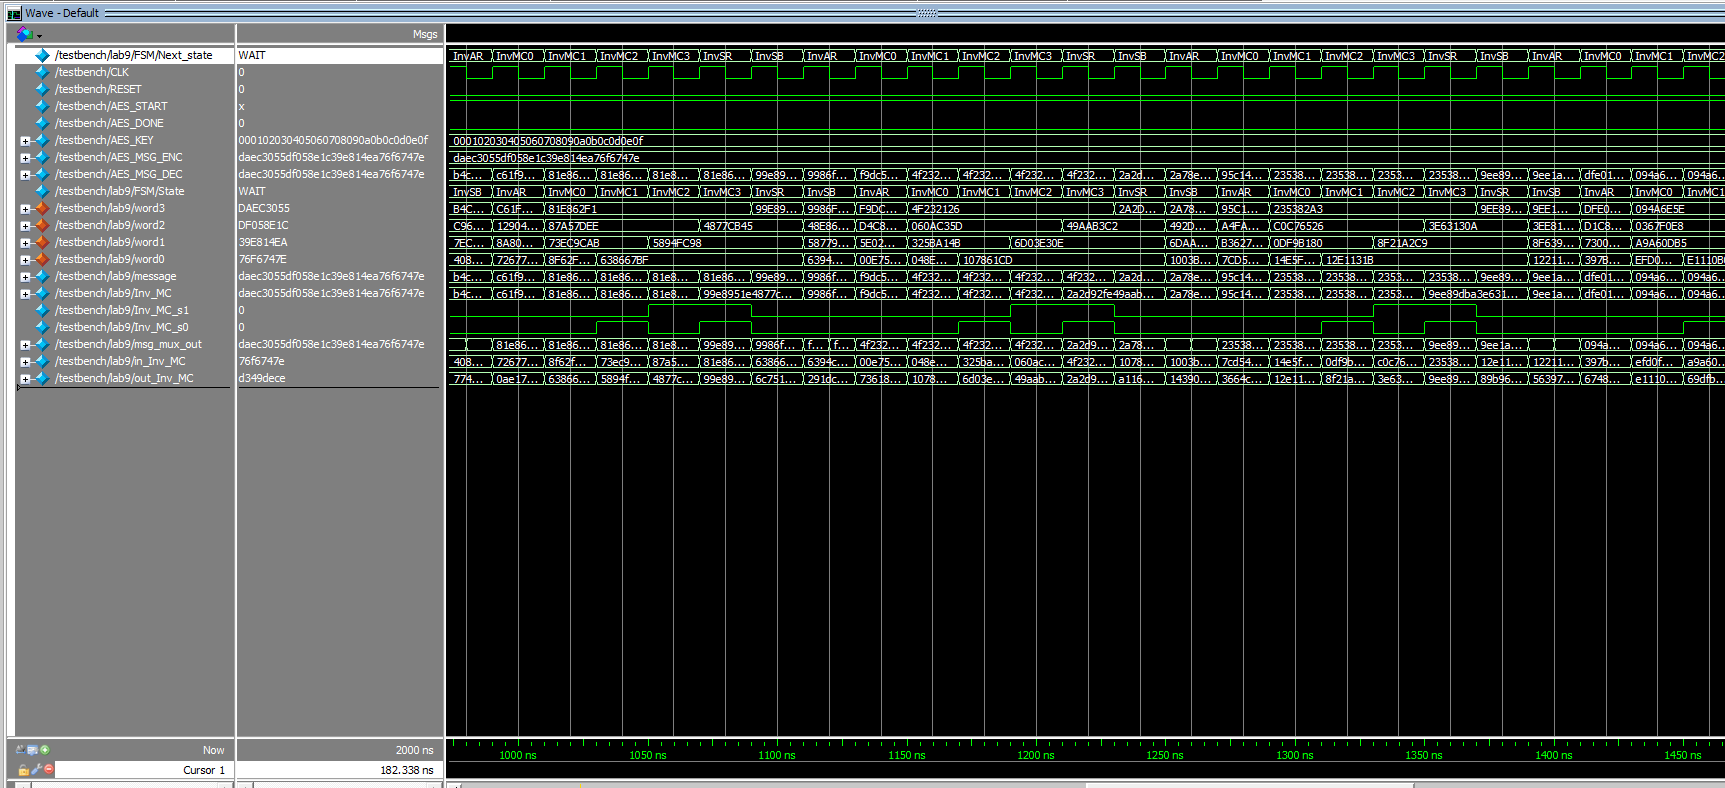 Wave - Default
Msgs
/testbench/lab9/FSM/Next_state WAIT InvAR InvMC0 InvMC1 InvMC2 InvMC3 InvSR InvSB InvAR InvMC0 InvMC1 InvMC2 InvMC3 InvSR InvSB InvAR InvMC0 InvMC1 InvMC2 InvMC3 InvSR InvSB InvAR InvMC0 InvMC1 InvMC2
/testbench/CLK 0
/testbench/RESET 0
/testbench/AES_START x
/testbench/AES_DONE 0
/testbench/AES_KEY 000102030405060708090a0b0c0d0e0f 000102030405060708090a0b0c0d0e0f
/testbench/AES_MSG_ENC daec3055df058e1c39e814ea76f6747e daec3055df058e1c39e814ea76f6747e
/testbench/AES_MSG_DEC daec3055df058e1c39e814ea76f6747e b4c... c61f9... 81e86... 81e86... 81e8... 81e86... 99e89... 9986f... f9dc5... 4f232... 4f232... 4f232... 4f232... 2a2d... 2a78e... 95c14... 23538... 23538... 2353... 23538... 9ee89... 9ee1a... dfe01... 094a6... 094a6...
/testbench/lab9/FSM/State WAIT InvSB InvAR InvMC0 InvMC1 InvMC2 InvMC3 InvSR InvSB InvAR InvMC0 InvMC1 InvMC2 InvMC3 InvSR InvSB InvAR InvMC0 InvMC1 InvMC2 InvMC3 InvSR InvSB InvAR InvMC0 InvMC1
/testbench/lab9/word3 DAEC3055 B4C... C61F... 81E862F1 99E89... 9986F... F9DC... 4F232126 2A2D... 2A78... 95C1... 235382A3 9EE89... 9EE1... DFE0... 094A6E5E
/testbench/lab9/word2 DF058E1C C96... 12904... 87A57DEE 4877CB45 48E86... D4C8... 060AC35D 49AAB3C2 492D... A4FA... C0C76526 3E63130A 3EE81... D1C8... 0367F0E8
/testbench/lab9/word1 39E814EA 7EC... 8A80... 73EC9CAB 5894FC98 58779... 5E02... 325BA14B 6D03E30E 6DAA... B3627... 0DF9B180 8F21A2C9 8F639... 7300... A9A60DB5
/testbench/lab9/word0 76F6747E 408... 72677... 8F62F... 638667BF 6394... 00E75... 048E... 107861CD 1003B... 7CD5... 14E5F... 12E1131B 12211... 397B... EFD0... E1110B...
/testbench/lab9/message daec3055df058e1c39e814ea76f6747e b4c... c61f9... 81e86... 81e86... 81e8... 81e86... 99e89... 9986f... f9dc5... 4f232... 4f232... 4f232... 4f232... 2a2d... 2a78e... 95c14... 23538... 23538... 2353... 23538... 9ee89... 9ee1a... dfe01... 094a6... 094a6...
/testbench/lab9/Inv_MC daec3055df058e1c39e814ea76f6747e b4c... c61f9... 81e86... 81e86... 81e8... 99e8951e4877c... 9986f... f9dc5... 4f232... 4f232... 4f232... 2a2d92fe49aab... 2a78e... 95c14... 23538... 23538... 2353... 9ee89dba3e631... 9ee1a... dfe01... 094a6... 094a6...
/testbench/lab9/Inv_MC_s1 0
/testbench/lab9/Inv_MC_s0 0
/testbench/lab9/msg_mux_out daec3055df058e1c39e814ea76f6747e 81e86... 81e86... 81e86... 81e8... 99e89... 9986f... f... f... 4f232... 4f232... 4f232... 4f232... 2a2d9... 2a78... 23538... 23538... 23538... 2353... 9ee89... 9ee1a... 094a... 094a6... 094a6...
/testbench/lab9/in_Inv_MC 76f6747e 408... 72677... 8f62f... 73ec9... 87a5... 81e86... 63866... 6394c... 00e75... 048e... 325ba... 060ac... 4f232... 1078... 1003b... 7cd54... 14e5f... 0df9b... c0c76... 23538... 12e11... 12211... 397b... efd0f... a9a60...
/testbench/lab9/out_Inv_MC d349dece 774... 0ae17... 63866... 5894f... 4877c... 99e89... 6c751... 291dc... 73618... 1078... 6d03e... 49aab... 2a2d9... a116... 14390... 3664c... 12e11... 8f21a... 3e63... 9ee89... 89b96... 56397... 6748... e1110... 69dfb...
Now 2000 ns
1000 ns 1050 ns 1100 ns 1150 ns 1200 ns 1250 ns 1300 ns 1350 ns 1400 ns 1450 ns
Cursor 1 182.338 ns